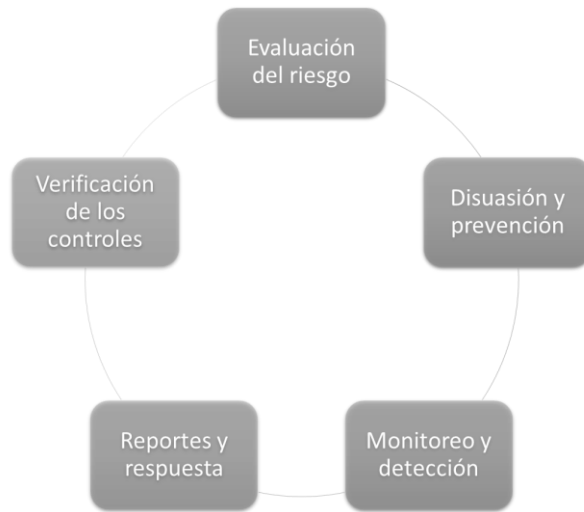 Evaluación
del riesgo
Disuasión y
prevención
Monitoreo y
detección
Reportes y
respuesta
Verificación
de los
controles